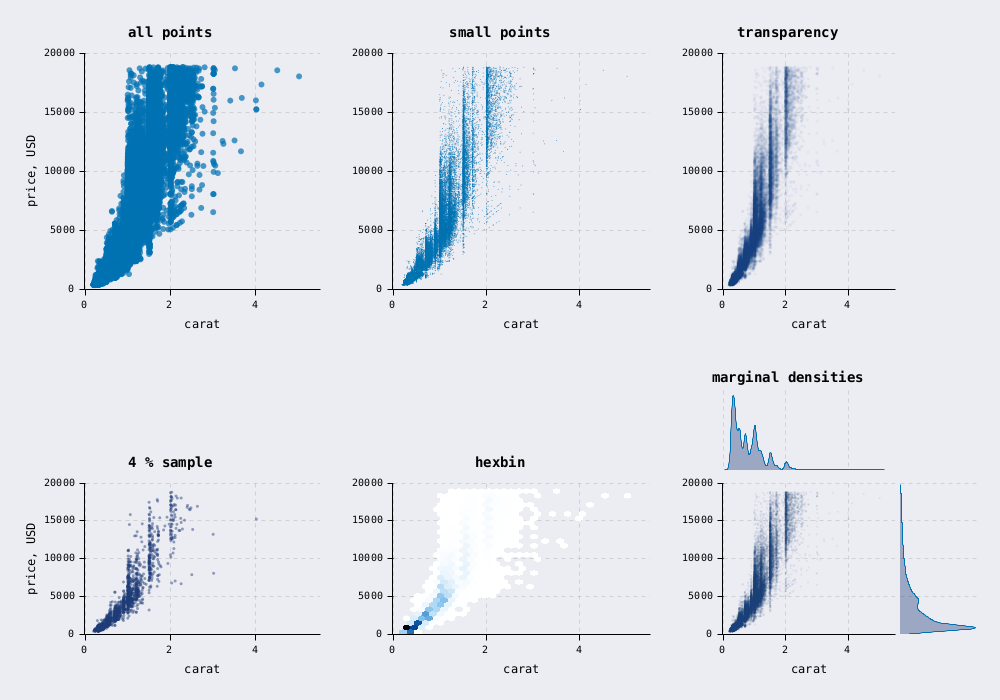 all points small points transparency
20000 20000 20000
15000 15000 15000
10000 10000 10000
5000 5000 5000
0 0 0
price, USD
0 2 4 0 2 4 0 2 4
carat carat carat
marginal densities
4 % sample hexbin
20000 20000 20000
15000 15000 15000
10000 10000 10000
5000 5000 5000
0 0 0
price, USD
0 2 4 0 2 4 0 2 4
carat carat carat